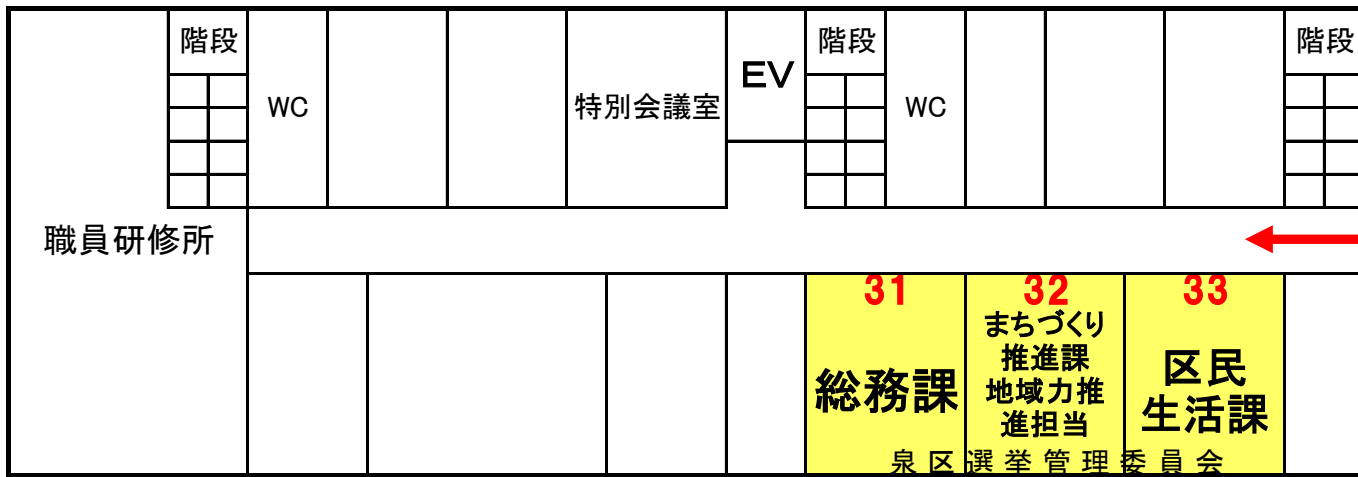 階段
WC
特別会議室
EV
階段
WC
階段
職員研修所
31
総務課
32
まちづくり
推進課
地域力推
進担当
33
区民
生活課
泉区選挙管理委員会